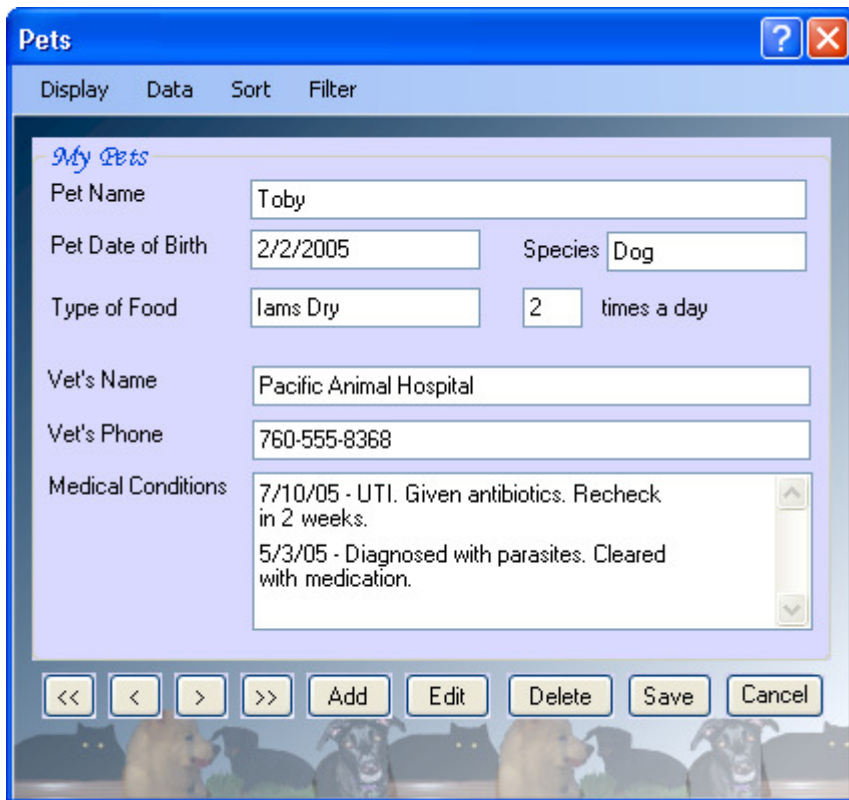 Pets
Display Data Sort Filter
My Pets
Pet Name Toby
Pet Date of Birth 2/2/2005 Species Dog
Type of Food Iams Dry 2 times a day
Vet's Name Pacific Animal Hospital
Vet's Phone 760-555-8368
Medical Conditions 7/10/05 - UTI. Given antibiotics. Recheck
in 2 weeks.
5/3/05 - Diagnosed with parasites. Cleared
with medication.
<< < > >> Add Edit Delete Save Cancel